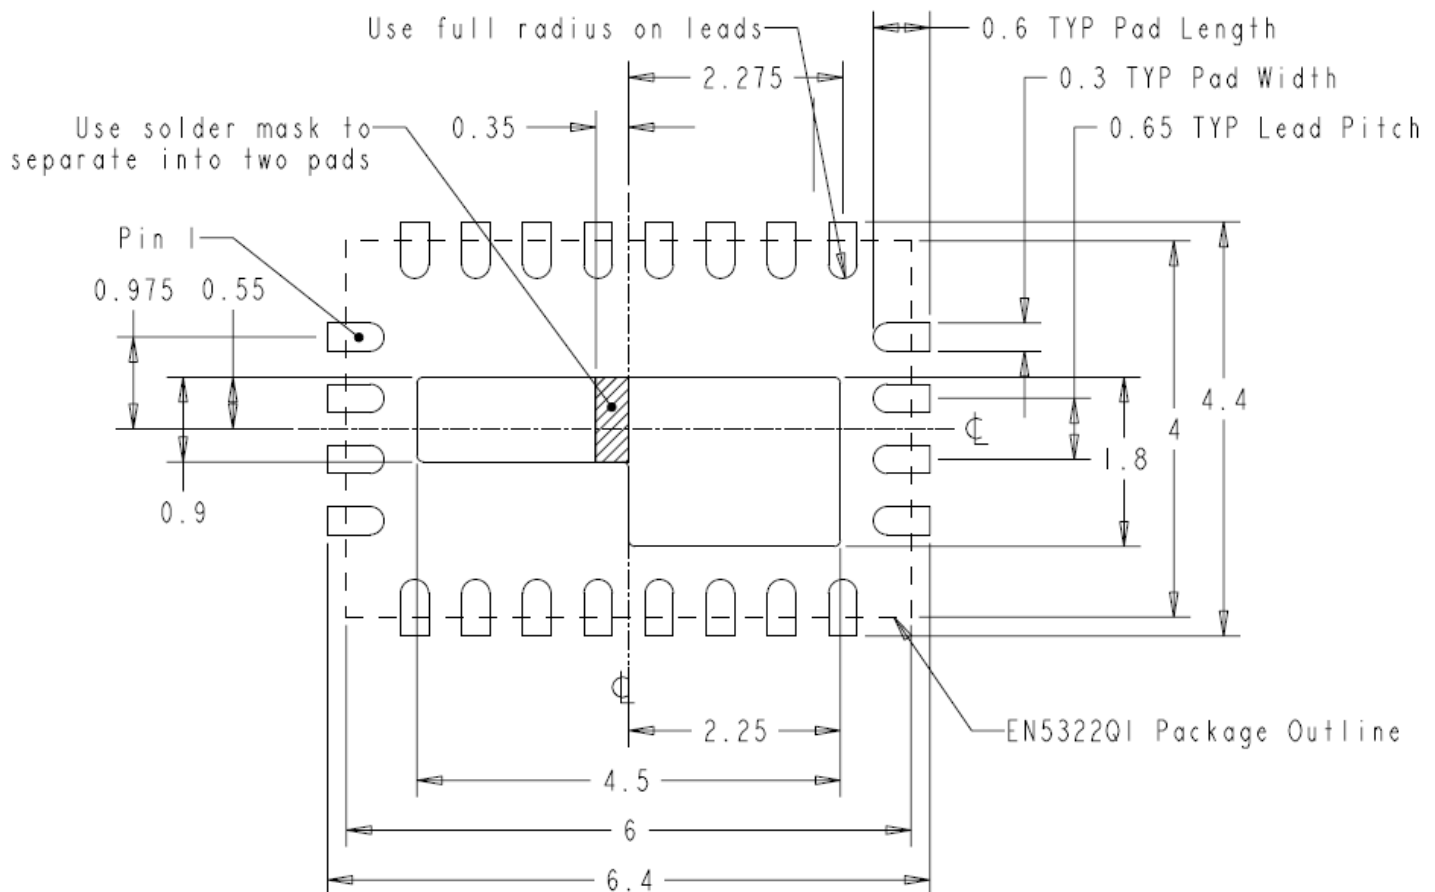 Use full radius on leads
0.6 TYP Pad Length
2.275
0.3 TYP Pad Width
Use solder mask to
separate into two pads
0.35
0.65 TYP Lead Pitch
Pin 1
0.975
0.55
4.4
4
1.8
0.9
EN5322QI Package Outline
2.25
4.5
6
6.4